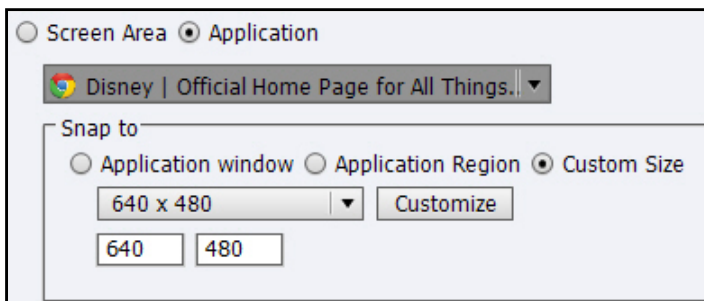 Screen Area Application
Disney | Official Home Page for All Things..
Snap to
Application window Application Region Custom Size
640 x 480 Customize
640 480